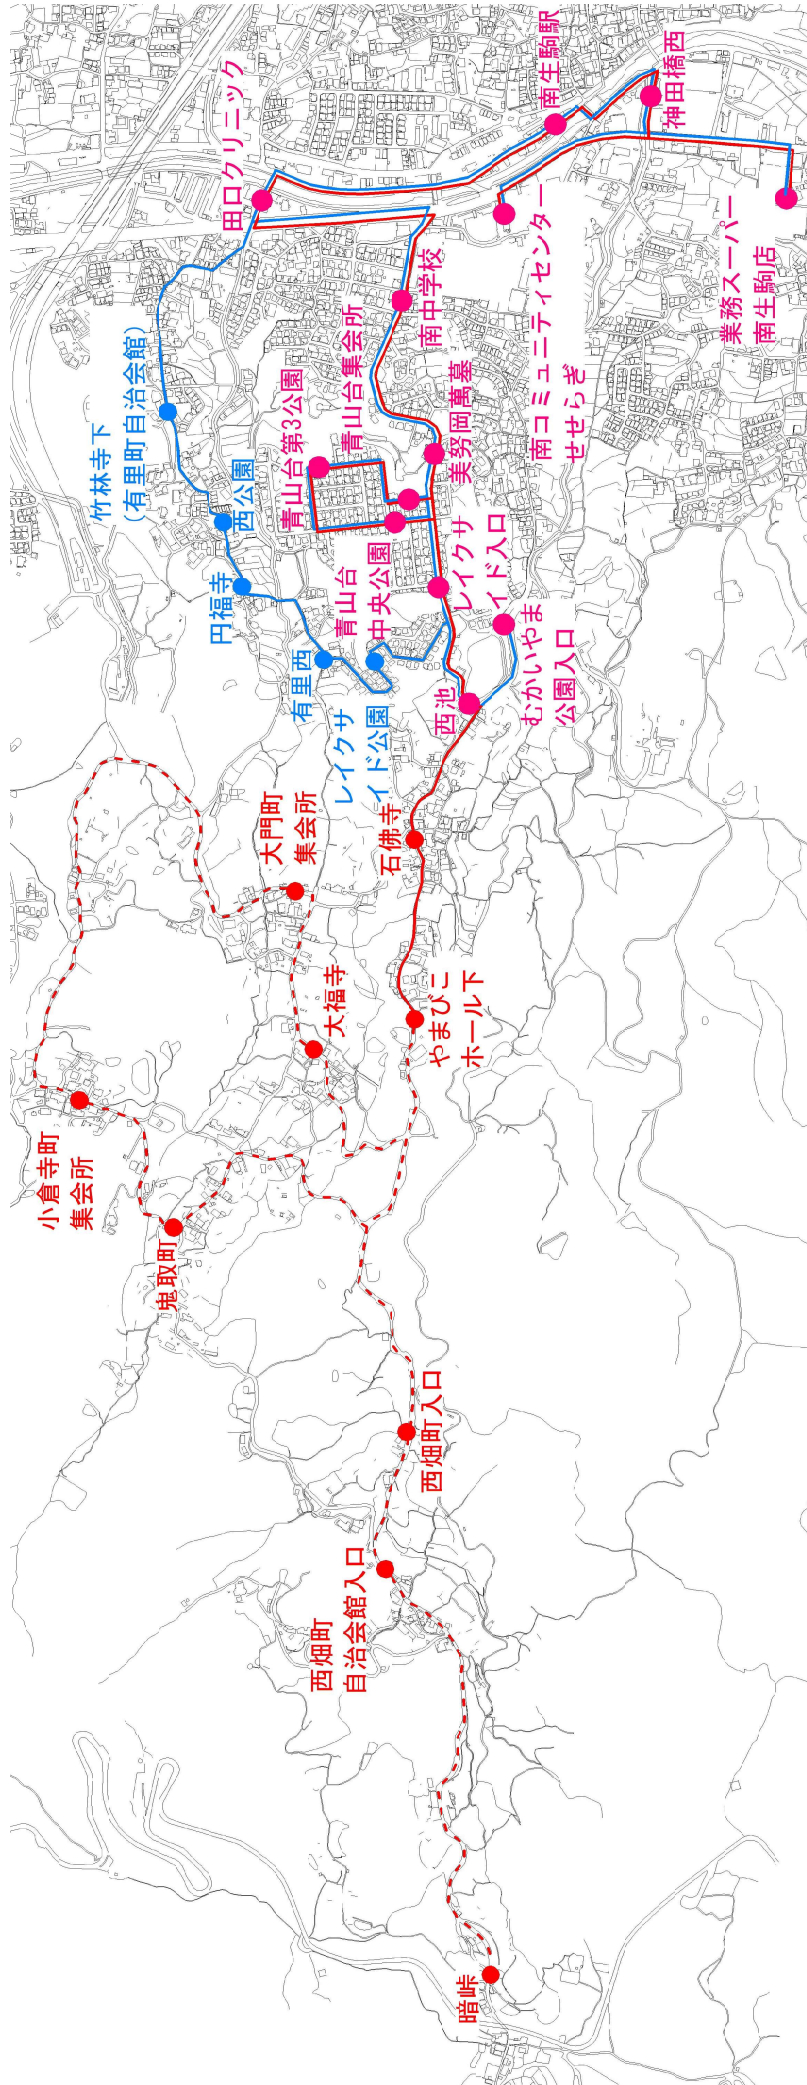 田口クリニック
南生駒駅
神田橋西
業務スーパー
南生駒店
南コミュニティセンター
せせらぎ
南中学校
美努岡萬墓
青山台集会所
青山台第3公園
青山台
中央公園
レイクサ
イド入口
むかいやま
公園入口
西池
竹林寺下
(有里町自治会館)
西公園
円福寺
有里西
レイクサ
イド公園
石佛寺
やまびこ
ホール下
大門町
集会所
大福寺
小倉寺町
集会所
鬼取町
西畑町入口
西畑町
自治会館入口
暗峠